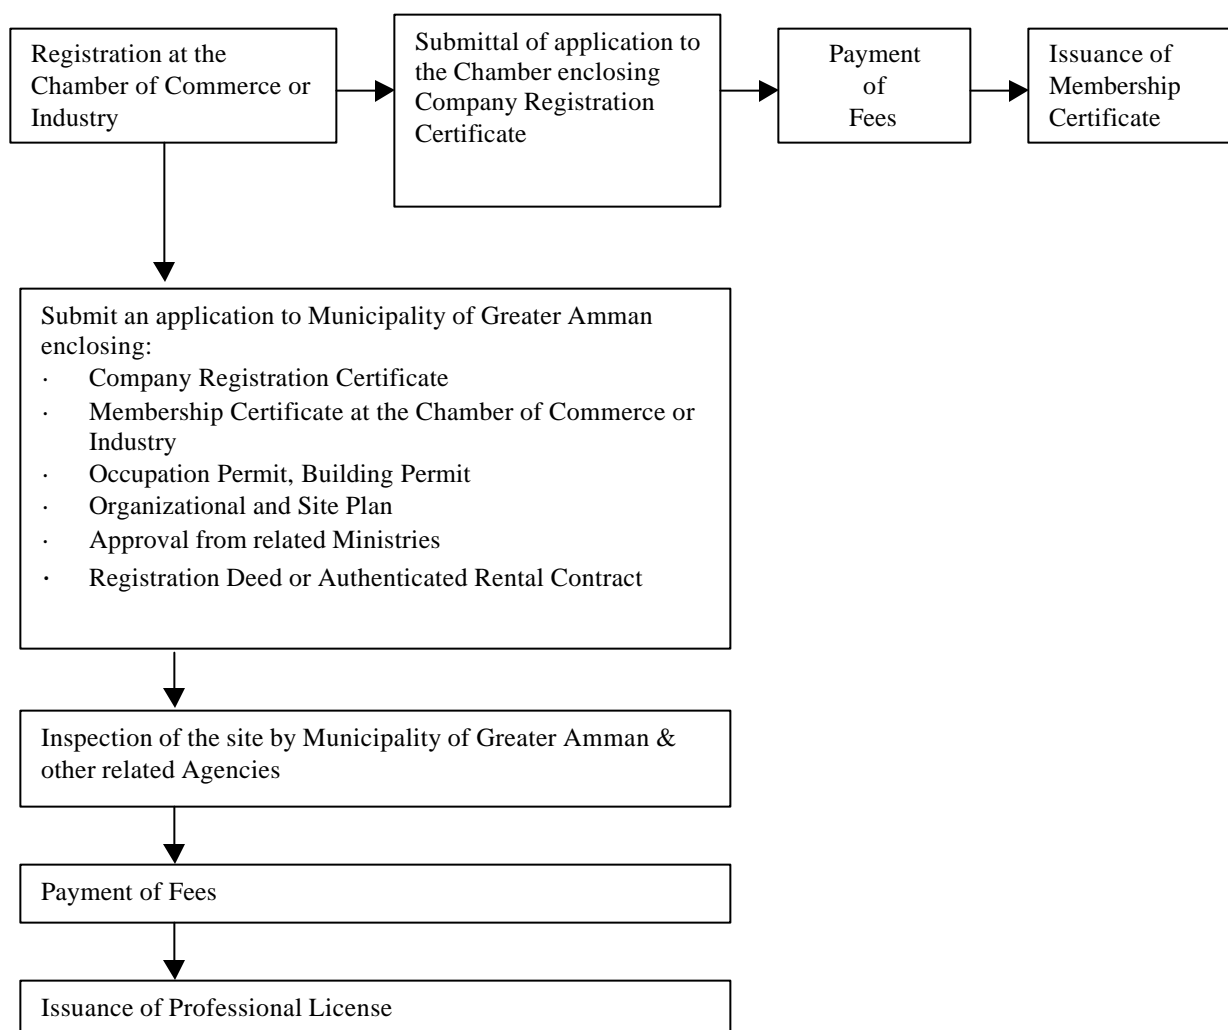 Registration at the
Chamber of Commerce or
Industry
Submittal of application to
the Chamber enclosing
Company Registration
Certificate
Payment
of
Fees
Issuance of
Membership
Certificate
Submit an application to Municipality of Greater Amman
enclosing:
· Company Registration Certificate
· Membership Certificate at the Chamber of Commerce or
Industry
· Occupation Permit, Building Permit
· Organizational and Site Plan
· Approval from related Ministries
· Registration Deed or Authenticated Rental Contract
Inspection of the site by Municipality of Greater Amman &
other related Agencies
Payment of Fees
Issuance of Professional License